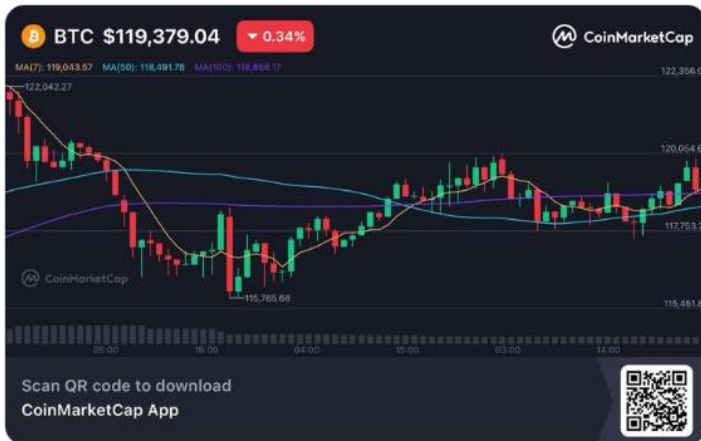 BTC $119,379.04 ▼ 0.34% CoinMarketCap
MA(7): 119,043.57 MA(50): 118,491.78 MA(100): 118,866.17
122,356.0
122,042.27
120,054.6
117,753.2
CoinMarketCap
115,765.68
115,451.8
05:00 16:00 04:00 15:00 03:00 14:00
Scan QR code to download
CoinMarketCap App